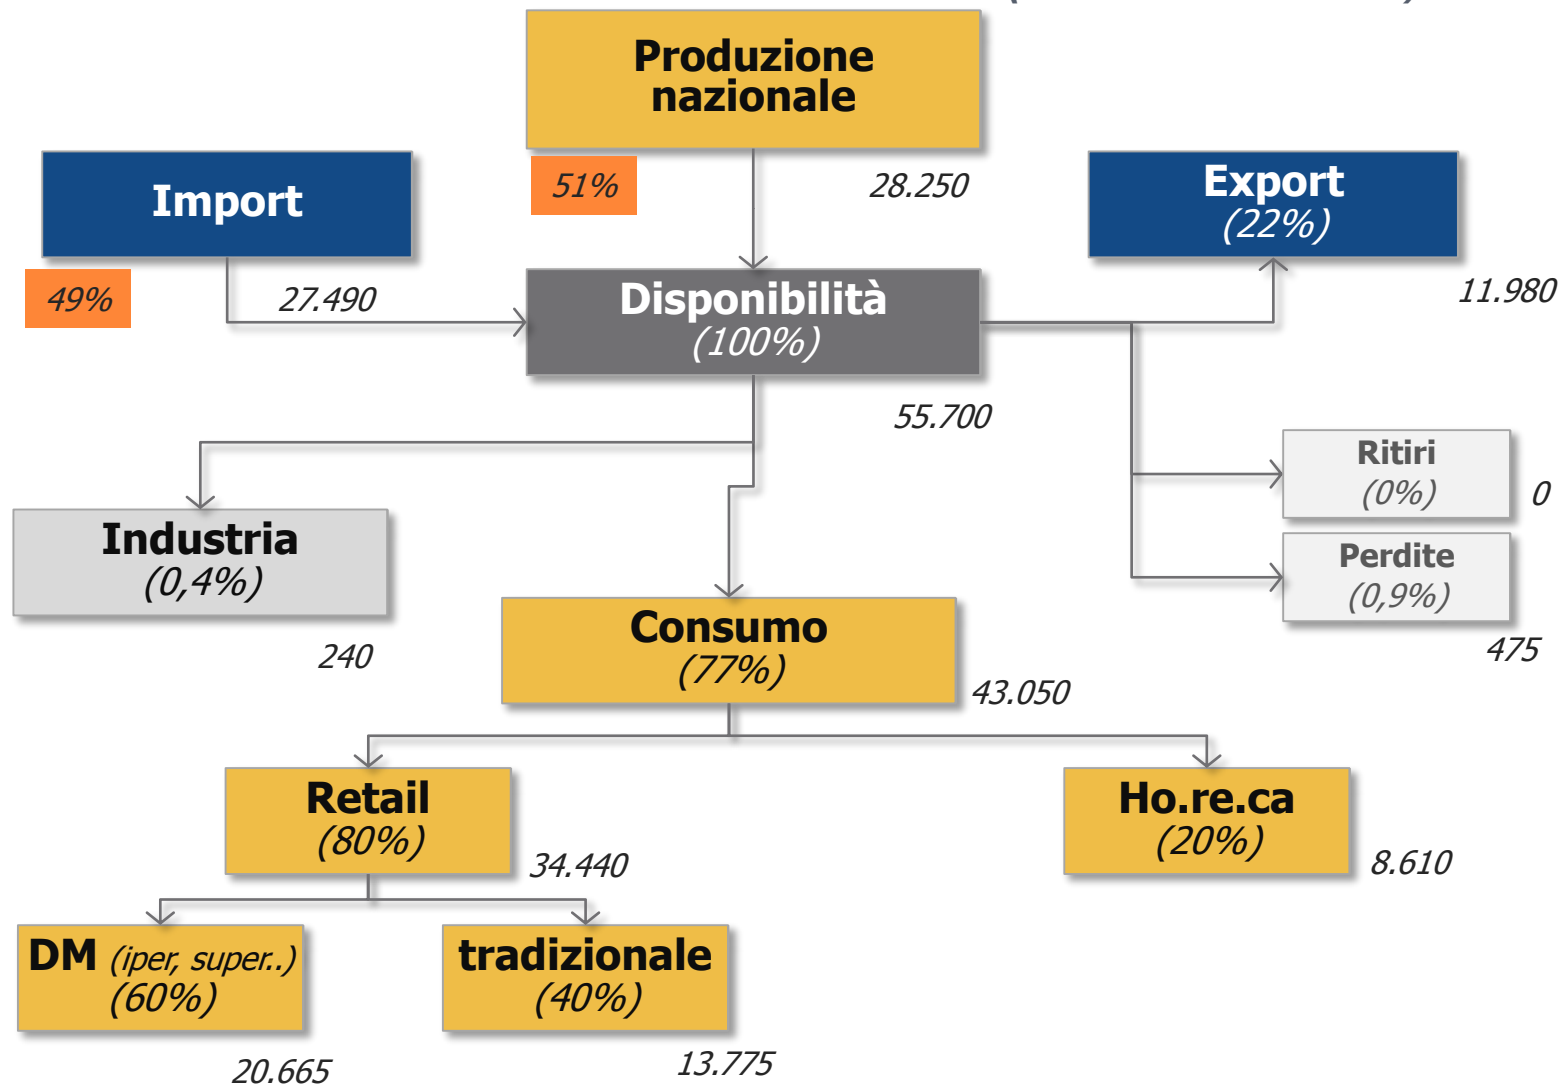 Produzione
nazionale
Import
51%
28.250
Export
(22%)
49%
27.490
Disponibilità
(100%)
11.980
55.700
Ritiri
(0%)
0
Industria
(0,4%)
Perdite
(0,9%)
240
Consumo
(77%)
475
43.050
Retail
(80%)
34.440
Ho.re.ca
(20%)
8.610
DM (iper, super..)
(60%)
tradizionale
(40%)
20.665
13.775